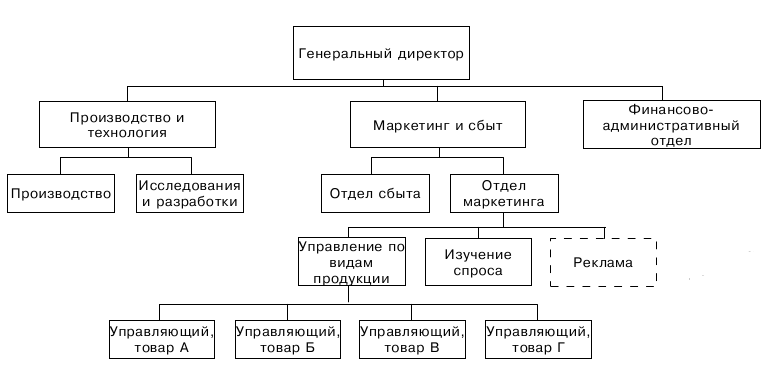 Генеральный директор
Производство и
технология
Маркетинг и сбыт
Финансово-
административный
отдел
Производство
Исследования
и разработки
Отдел сбыта
Отдел
маркетинга
Управление по
видам
продукции
Изучение
спроса
Реклама
Управляющий,
товар А
Управляющий,
товар Б
Управляющий,
товар В
Управляющий,
товар Г